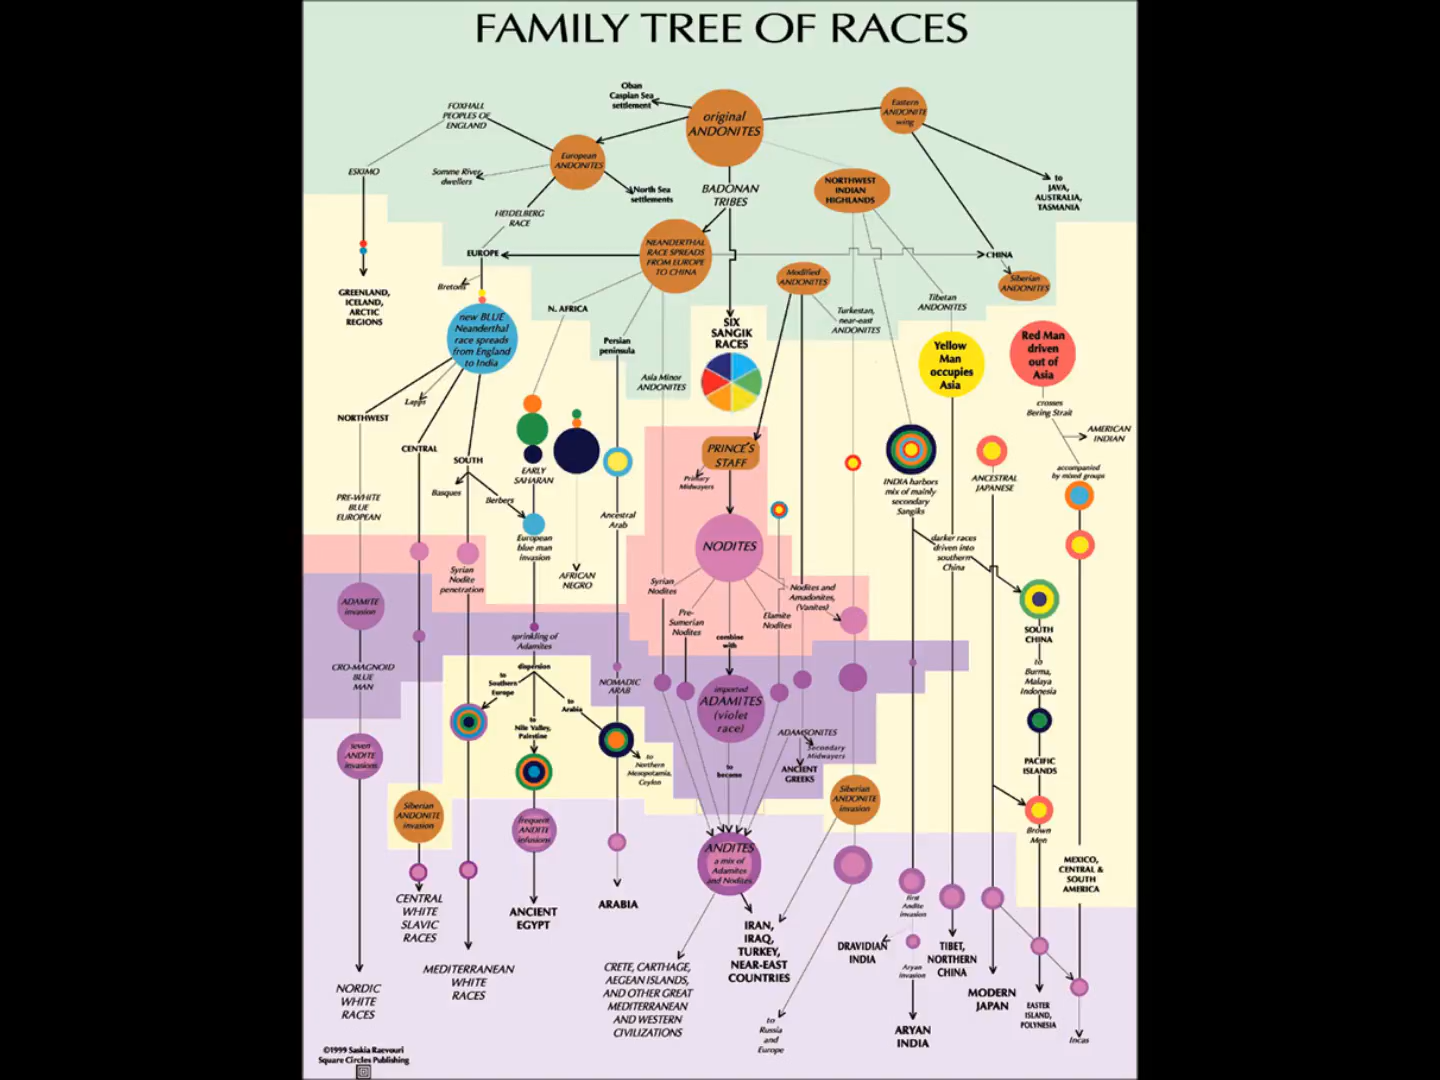 FAMILY TREE OF RACES
Oban
Caspian Sea
settlement
original
ANDONITES
Eastern
ANDONITE
wing
FOXHALL
PEOPLES OF
ENGLAND
European
ANDONITES
ESKIMO
Somme River
dwellers
North Sea
settlements
BADONAN
TRIBES
NORTHWEST
INDIAN
HIGHLANDS
to
JAVA,
AUSTRALIA,
TASMANIA
HEIDELBERG
RACE
EUROPE
NEANDERTHAL
RACE SPREADS
FROM EUROPE
TO CHINA
CHINA
Modified
ANDONITES
Siberian
ANDONITES
Bretons
GREENLAND,
ICELAND,
ARCTIC
REGIONS
N. AFRICA
Tibetan
ANDONITES
Turkestan,
near-east
ANDONITES
new BLUE
Neanderthal
race spreads
from England
to India
Persian
peninsula
SIX
SANGIK
RACES
Yellow
Man
occupies
Asia
Red Man
driven
out of
Asia
Asia Minor
ANDONITES
Lapps
crosses
Bering Strait
NORTHWEST
AMERICAN
INDIAN
CENTRAL
SOUTH
PRINCE'S
STAFF
accompanied
by mixed groups
EARLY
SAHARAN
Primary
Midwayers
INDIA harbors
mix of mainly
secondary
Sangiks
ANCESTRAL
JAPANESE
Basques
Berbers
PRE-WHITE
BLUE
EUROPEAN
Ancestral
Arab
European
blue man
invasion
NODITES
darker races
driven into
southern
China
AFRICAN
NEGRO
Syrian
Nodite
penetration
Syrian
Nodites
Nodites and
Amadonites,
(Vanites)
ADAMITE
invasion
Pre-
Sumerian
Nodites
Elamite
Nodites
SOUTH
CHINA
sprinkling of
Adamites
combine
with
CRO-MAGNOID
BLUE
MAN
dispersion
to
Southern
Europe
to
Burma,
Malaya
Indonesia
NOMADIC
ARAB
imported
ADAMITES
(violet
race)
to
Arabia
to
Nile Valley,
Palestine
ADAMSONITES
Secondary
Midwayers
seven
ANDITE
invasions
to
Northern
Mesopotamia,
Ceylon
to
become
ANCIENT
GREEKS
PACIFIC
ISLANDS
Siberian
ANDONITE
invasion
Siberian
ANDONITE
invasion
frequent
ANDITE
infusions
Brown
Men
ANDITES
a mix of
Adamites
and Nodites
MEXICO,
CENTRAL &
SOUTH
AMERICA
CENTRAL
WHITE
SLAVIC
RACES
ANCIENT
EGYPT
ARABIA
first
Andite
invasion
IRAN,
IRAQ,
TURKEY,
NEAR-EAST
COUNTRIES
DRAVIDIAN
INDIA
TIBET,
NORTHERN
CHINA
Aryan
invasion
MEDITERRANEAN
WHITE
RACES
CRETE, CARTHAGE,
AEGEAN ISLANDS,
AND OTHER GREAT
MEDITERRANEAN
AND WESTERN
CIVILIZATIONS
NORDIC
WHITE
RACES
MODERN
JAPAN
EASTER
ISLAND,
POLYNESIA
to
Russia
and
Europe
ARYAN
INDIA
Incas
©1999 Saskia Raevouri
Square Circles Publishing